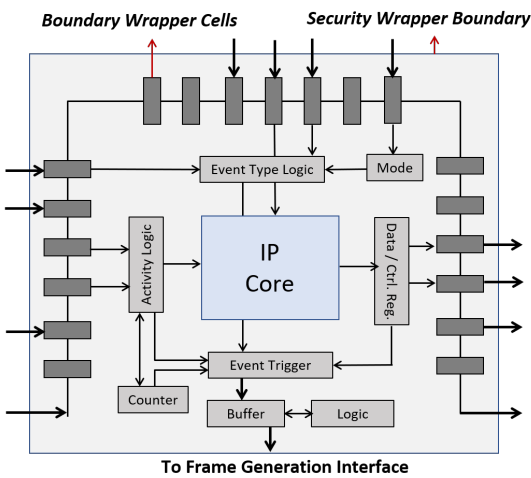 Boundary Wrapper Cells
Security Wrapper Boundary
Event Type Logic
Mode
Activity Logic
IP
Core
Data / Ctrl. Reg.
Event Trigger
Counter
Buffer
Logic
To Frame Generation Interface